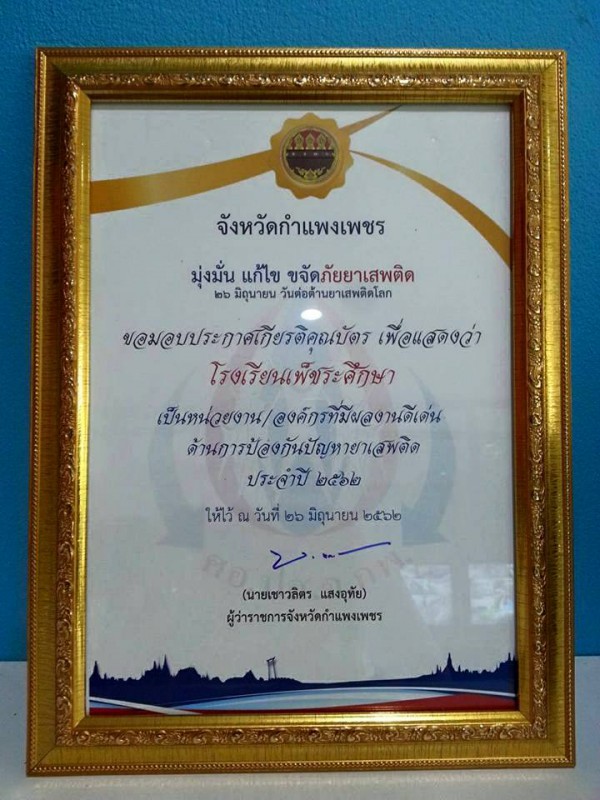 จังหวัดกำแพงเพชร
มุ่งมั่น แก้ไข ขจัดภัยยาเสพติด
๒๖ มิถุนายน วันต่อต้านยาเสพติดโลก
ขอมอบประกาศเกียรติคุณบัตร เพื่อแสดงว่า
โรงเรียนเพ็ชระศึกษา
เป็นหน่วยงาน/องค์กรที่มีผลงานดีเด่น
ด้านการป้องกันปัญหายาเสพติด
ประจำปี ๒๕๖๒
ให้ไว้ ณ วันที่ ๒๖ มิถุนายน ๒๕๖๒
(นายเชาวลิตร แสงอุทัย)
ผู้ว่าราชการจังหวัดกำแพงเพชร